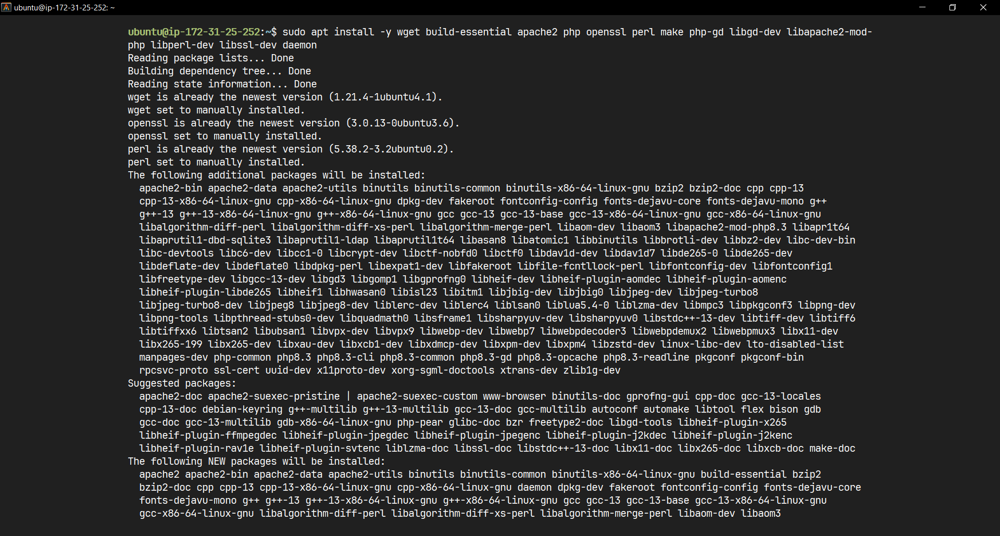 ubuntu@ip-172-31-25-252: ~
ubuntu@ip-172-31-25-252:~$ sudo apt install -y wget build-essential apache2 php openssl perl make php-gd libgd-dev libapache2-mod-
php libperl-dev libssl-dev daemon
Reading package lists... Done
Building dependency tree... Done
Reading state information... Done
wget is already the newest version (1.21.4-1ubuntu4.1).
wget set to manually installed.
openssl is already the newest version (3.0.13-0ubuntu3.6).
openssl set to manually installed.
perl is already the newest version (5.38.2-3.2ubuntu0.2).
perl set to manually installed.
The following additional packages will be installed:
  apache2-bin apache2-data apache2-utils binutils binutils-common binutils-x86-64-linux-gnu bzip2 bzip2-doc cpp cpp-13
  cpp-13-x86-64-linux-gnu cpp-x86-64-linux-gnu dpkg-dev fakeroot fontconfig-config fonts-dejavu-core fonts-dejavu-mono g++
  g++-13 g++-13-x86-64-linux-gnu g++-x86-64-linux-gnu gcc gcc-13 gcc-13-base gcc-13-x86-64-linux-gnu gcc-x86-64-linux-gnu
  libalgorithm-diff-perl libalgorithm-diff-xs-perl libalgorithm-merge-perl libaom-dev libaom3 libapache2-mod-php8.3 libapr1t64
  libaprutil1-dbd-sqlite3 libaprutil1-ldap libaprutil1t64 libasan8 libatomic1 libbinutils libbrotli-dev libbz2-dev libc-dev-bin
  libc-devtools libc6-dev libcc1-0 libcrypt-dev libctf-nobfd0 libctf0 libdav1d-dev libdav1d7 libde265-0 libde265-dev
  libdeflate-dev libdeflate0 libdpkg-perl libexpat1-dev libfakeroot libfile-fcntllock-perl libfontconfig-dev libfontconfig1
  libfreetype-dev libgcc-13-dev libgd3 libgomp1 libgprofng0 libheif-dev libheif-plugin-aomdec libheif-plugin-aomenc
  libheif-plugin-libde265 libheif1 libhwasan0 libisl23 libitm1 libjbig-dev libjbig0 libjpeg-dev libjpeg-turbo8
  libjpeg-turbo8-dev libjpeg8 libjpeg8-dev liblerc-dev liblerc4 liblsan0 liblua5.4-0 liblzma-dev libmpc3 libpkgconf3 libpng-dev
  libpng-tools libpthread-stubs0-dev libquadmath0 libsframe1 libsharpyuv-dev libsharpyuv0 libstdc++-13-dev libtiff-dev libtiff6
  libtiffxx6 libtsan2 libubsan1 libvpx-dev libvpx9 libwebp-dev libwebp7 libwebpdecoder3 libwebpdemux2 libwebpmux3 libx11-dev
  libx265-199 libx265-dev libxau-dev libxcb1-dev libxdmcp-dev libxpm-dev libxpm4 libzstd-dev linux-libc-dev lto-disabled-list
  manpages-dev php-common php8.3 php8.3-cli php8.3-common php8.3-gd php8.3-opcache php8.3-readline pkgconf pkgconf-bin
  rpcsvc-proto ssl-cert uuid-dev x11proto-dev xorg-sgml-doctools xtrans-dev zlib1g-dev
Suggested packages:
  apache2-doc apache2-suexec-pristine | apache2-suexec-custom www-browser binutils-doc gprofng-gui cpp-doc gcc-13-locales
  cpp-13-doc debian-keyring g++-multilib g++-13-multilib gcc-13-doc gcc-multilib autoconf automake libtool flex bison gdb
  gcc-doc gcc-13-multilib gdb-x86-64-linux-gnu php-pear glibc-doc bzr freetype2-doc libgd-tools libheif-plugin-x265
  libheif-plugin-ffmpegdec libheif-plugin-jpegdec libheif-plugin-jpegenc libheif-plugin-j2kdec libheif-plugin-j2kenc
  libheif-plugin-rav1e libheif-plugin-svtenc liblzma-doc libssl-doc libstdc++-13-doc libx11-doc libx265-doc libxcb-doc make-doc
The following NEW packages will be installed:
  apache2 apache2-bin apache2-data apache2-utils binutils binutils-common binutils-x86-64-linux-gnu build-essential bzip2
  bzip2-doc cpp cpp-13 cpp-13-x86-64-linux-gnu cpp-x86-64-linux-gnu daemon dpkg-dev fakeroot fontconfig-config fonts-dejavu-core
  fonts-dejavu-mono g++ g++-13 g++-13-x86-64-linux-gnu g++-x86-64-linux-gnu gcc gcc-13 gcc-13-base gcc-13-x86-64-linux-gnu
  gcc-x86-64-linux-gnu libalgorithm-diff-perl libalgorithm-diff-xs-perl libalgorithm-merge-perl libaom-dev libaom3